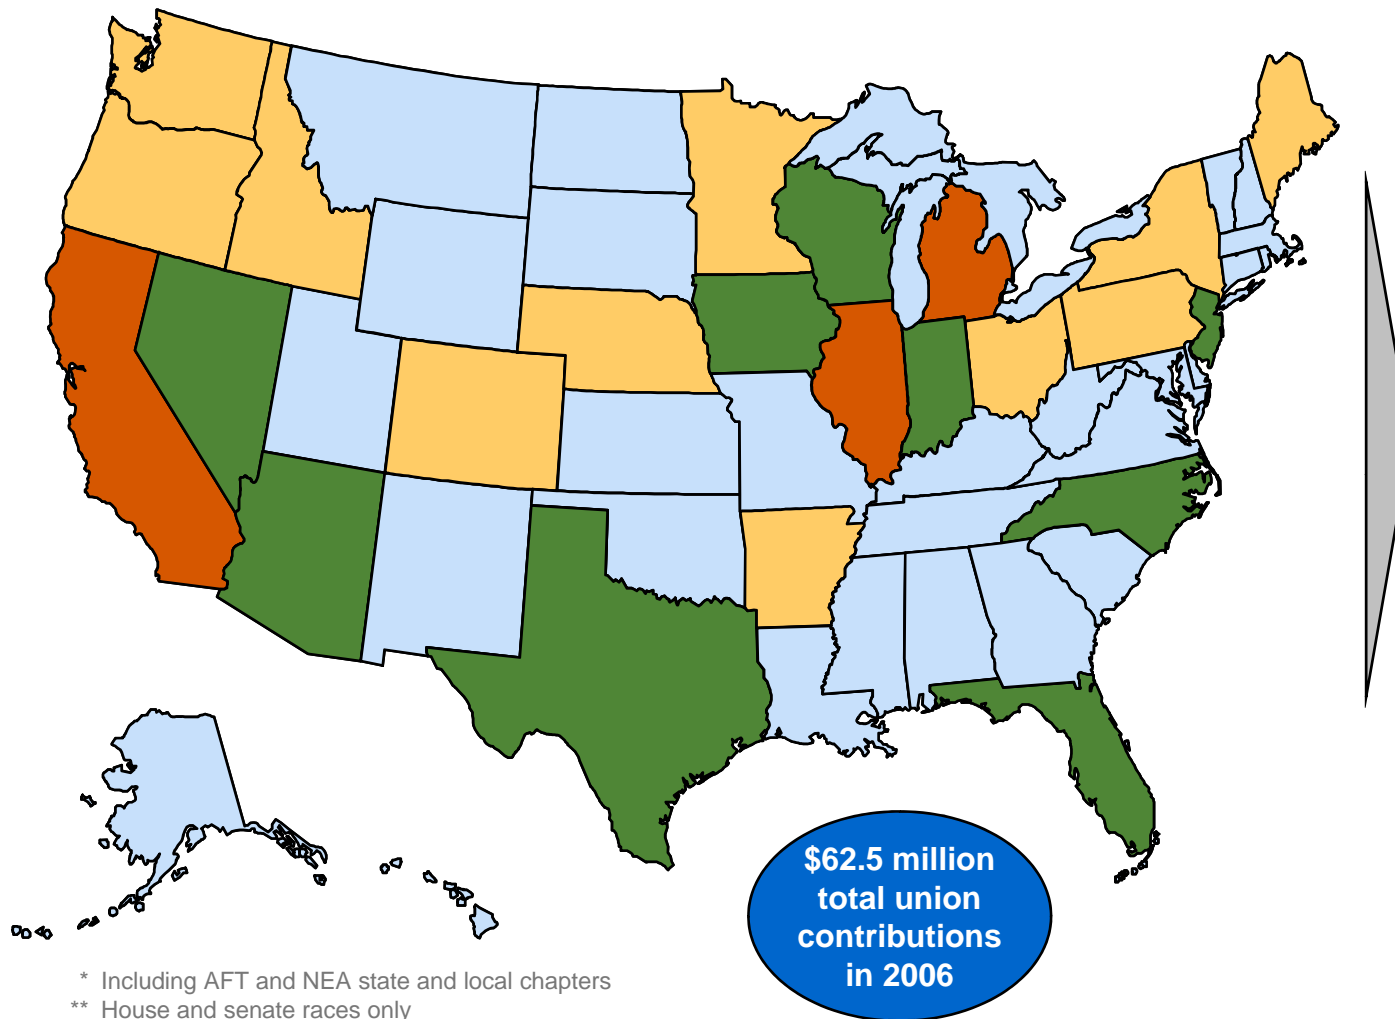 $62.5 million
total union
contributions
in 2006
* Including AFT and NEA state and local chapters
** House and senate races only